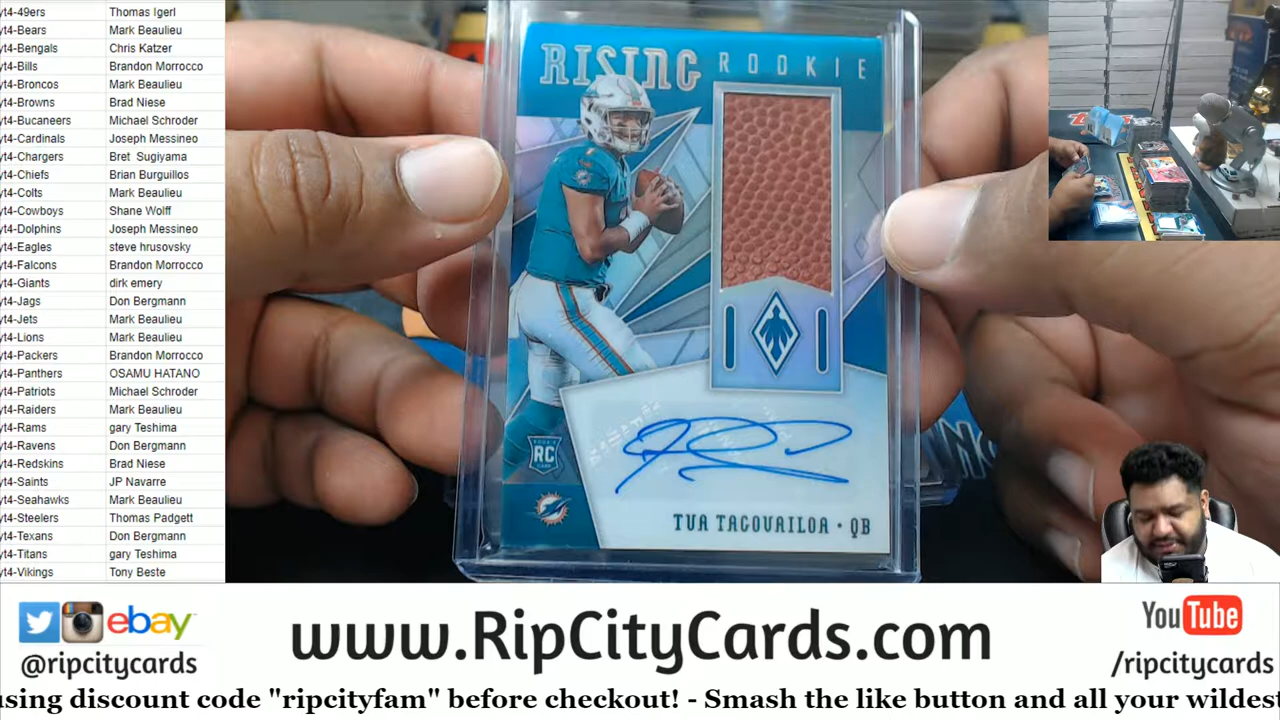 yt4-49ers Thomas Igerl
yt4-Bears Mark Beaulieu
yt4-Bengals Chris Katzer
yt4-Bills Brandon Morrocco
yt4-Broncos Mark Beaulieu
yt4-Browns Brad Niese
yt4-Bucaneers Michael Schroder
yt4-Cardinals Joseph Messineo
yt4-Chargers Bret Sugiyama
yt4-Chiefs Brian Burguillos
yt4-Colts Mark Beaulieu
yt4-Cowboys Shane Wolff
yt4-Dolphins Joseph Messineo
yt4-Eagles steve hrusovsky
yt4-Falcons Brandon Morrocco
yt4-Giants dirk emery
yt4-Jags Don Bergmann
yt4-Jets Mark Beaulieu
yt4-Lions Mark Beaulieu
yt4-Packers Brandon Morrocco
yt4-Panthers OSAMU HATANO
yt4-Patriots Michael Schroder
yt4-Raiders Mark Beaulieu
yt4-Rams gary Teshima
yt4-Ravens Don Bergmann
yt4-Redskins Brad Niese
yt4-Saints JP Navarre
yt4-Seahawks Mark Beaulieu
yt4-Steelers Thomas Padgett
yt4-Texans Don Bergmann
yt4-Titans gary Teshima
yt4-Vikings Tony Beste
RISING ROOKIE
ROOKIE
RC
CARD
TUA TAGOVAILOA • QB
ebay
@ripcitycards
www.RipCityCards.com
YouTube
/ripcitycards
using discount code "ripcityfam" before checkout! - Smash the like button and all your wildest